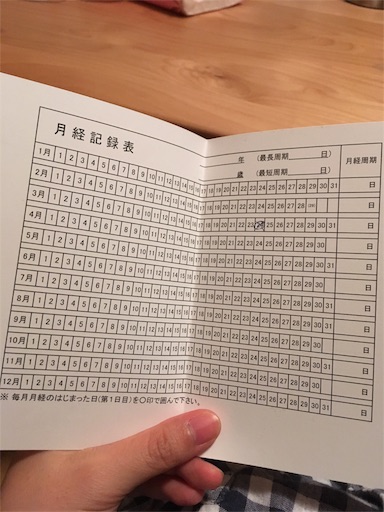 月経記録表
年 (最長周期 日) 月経周期
歳 (最短周期 日)
1月 1 2 3 4 5 6 7 8 9 10 11 12 13 14 15 16 17 18 19 20 21 22 23 24 25 26 27 28 29 30 31 日
2月 1 2 3 4 5 6 7 8 9 10 11 12 13 14 15 16 17 18 19 20 21 22 23 24 25 26 27 28 (29) 日
3月 1 2 3 4 5 6 7 8 9 10 11 12 13 14 15 16 17 18 19 20 21 22 23 25 26 27 28 29 30 31 日
4月 1 2 3 4 5 6 7 8 9 10 11 12 13 14 15 16 17 18 19 20 21 22 23 24 25 26 27 28 29 30 日
5月 1 2 3 4 5 6 7 8 9 10 11 12 13 14 15 16 17 18 19 20 21 22 23 24 25 26 27 28 29 30 31 日
6月 1 2 3 4 5 6 7 8 9 10 11 12 13 14 15 16 17 18 19 20 21 22 23 24 25 26 27 28 29 30 日
7月 1 2 3 4 5 6 7 8 9 10 11 12 13 14 15 16 17 18 19 20 21 22 23 24 25 26 27 28 29 30 31 日
8月 1 2 3 4 5 6 7 8 9 10 11 12 13 14 15 16 17 18 19 20 21 22 23 24 25 26 27 28 29 30 31 日
9月 1 2 3 4 5 6 7 8 9 10 11 12 13 14 15 16 17 18 19 20 21 22 23 24 25 26 27 28 29 30 日
10月 1 2 3 4 5 6 7 8 9 10 11 12 13 14 15 16 17 18 19 20 21 22 23 24 25 26 27 28 29 30 31 日
11月 1 2 3 4 5 6 7 8 9 10 11 12 13 14 15 16 17 18 19 20 21 22 23 24 25 26 27 28 29 30 日
12月 1 2 3 4 5 6 7 8 9 10 11 12 13 14 15 16 17 18 19 20 21 22 23 24 25 26 27 28 29 30 31 日
※ 毎月月経のはじまった日(第1日目)を〇印で囲んで下さい。